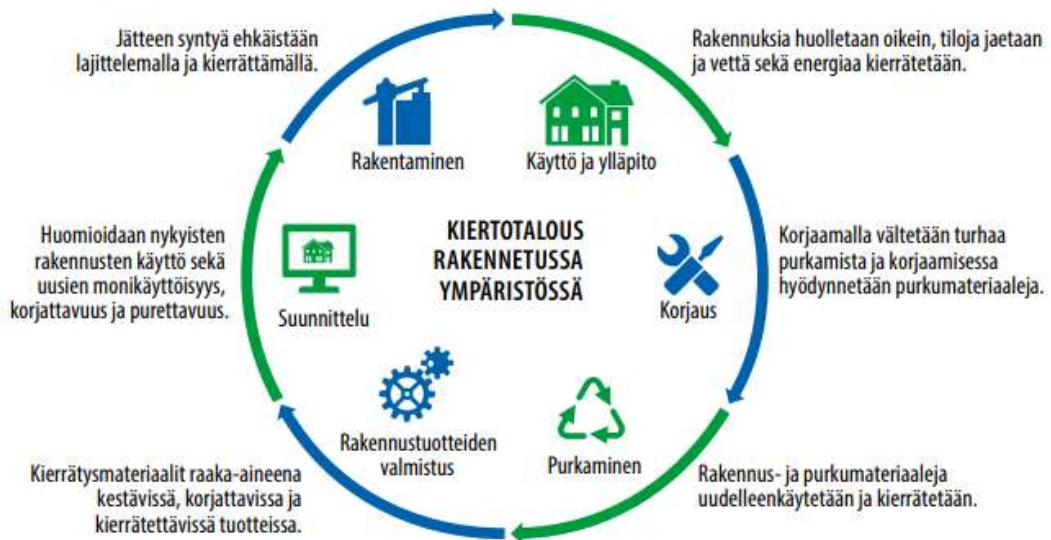 Jätteen syntyä ehkäistään
lajittelemalla ja kierrättämällä.
Rakentaminen
Käyttö ja ylläpito
Rakennuksia huolletaan oikein, tiloja jaetaan
ja vettä sekä energiaa kierrätetään.
KIERTOTALOUS
RAKENNETUSSA
YMPÄRISTÖSSÄ
Korjaus
Korjaamalla vältetään turhaa
purkamista ja korjaamisessa
hyödynnetään purkumateriaaleja.
Purkaminen
Rakennus- ja purkumateriaaleja
uudelleenkäytetään ja kierrätetään.
Rakennustuotteiden
valmistus
Kierrätysmateriaalit raaka-aineena
kestävissä, korjattavissa ja
kierrätettävissä tuotteissa.
Suunnittelu
Huomioidaan nykyisten
rakennusten käyttö sekä
uusien monikäyttöisyys,
korjattavuus ja purettavuus.